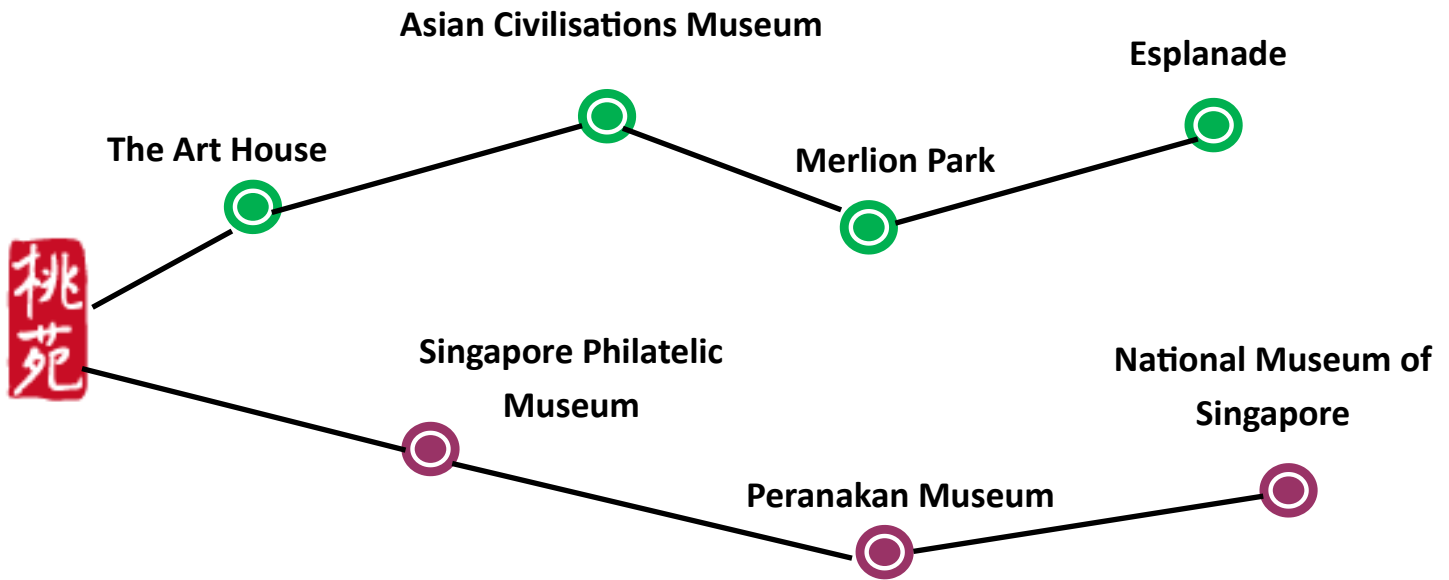 Asian Civilisations Museum
Esplanade
The Art House
Merlion Park
桃
苑
Singapore Philatelic
Museum
National Museum of
Singapore
Peranakan Museum